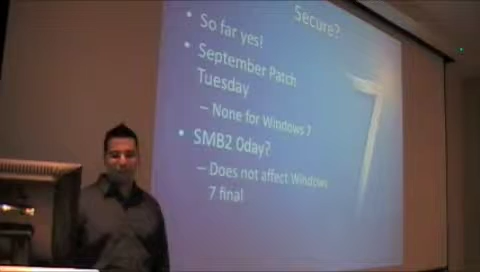 Secure?
• So far yes!
• September Patch
Tuesday
– None for Windows 7
• SMB2 0day?
– Does not affect Windows
7 final
7